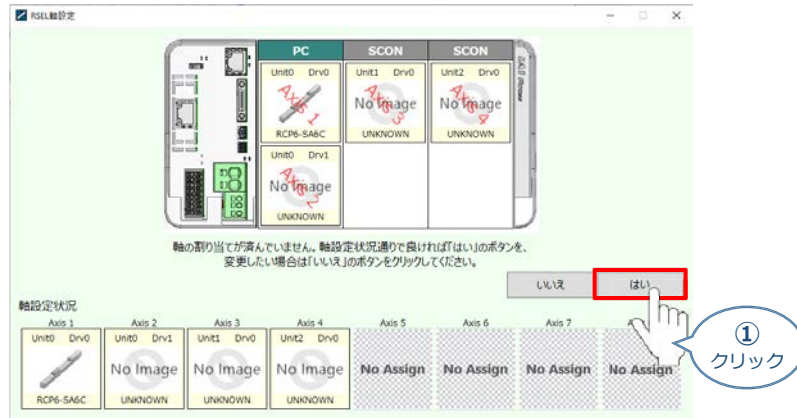 RSEL軸設定
PC SCON SCON
Unit0 Drv0 Unit1 Drv0 Unit2 Drv0
Axis 1 No Image Axis 3 No Image Axis 4
RCP6-SA6C UNKNOWN UNKNOWN
Unit0 Drv1
No Image Axis 2
UNKNOWN
軸の割り当てが済んでいません。軸設定状況通りで良ければ「はい」のボタンを、
変更したい場合は「いいえ」のボタンをクリックしてください。
いいえ はい
①
クリック
軸設定状況
Axis 1 Axis 2 Axis 3 Axis 4 Axis 5 Axis 6 Axis 7
Unit0 Drv0 Unit0 Drv1 Unit1 Drv0 Unit2 Drv0
No Image No Image No Image No Assign No Assign No Assign No Assign
RCP6-SA6C UNKNOWN UNKNOWN UNKNOWN